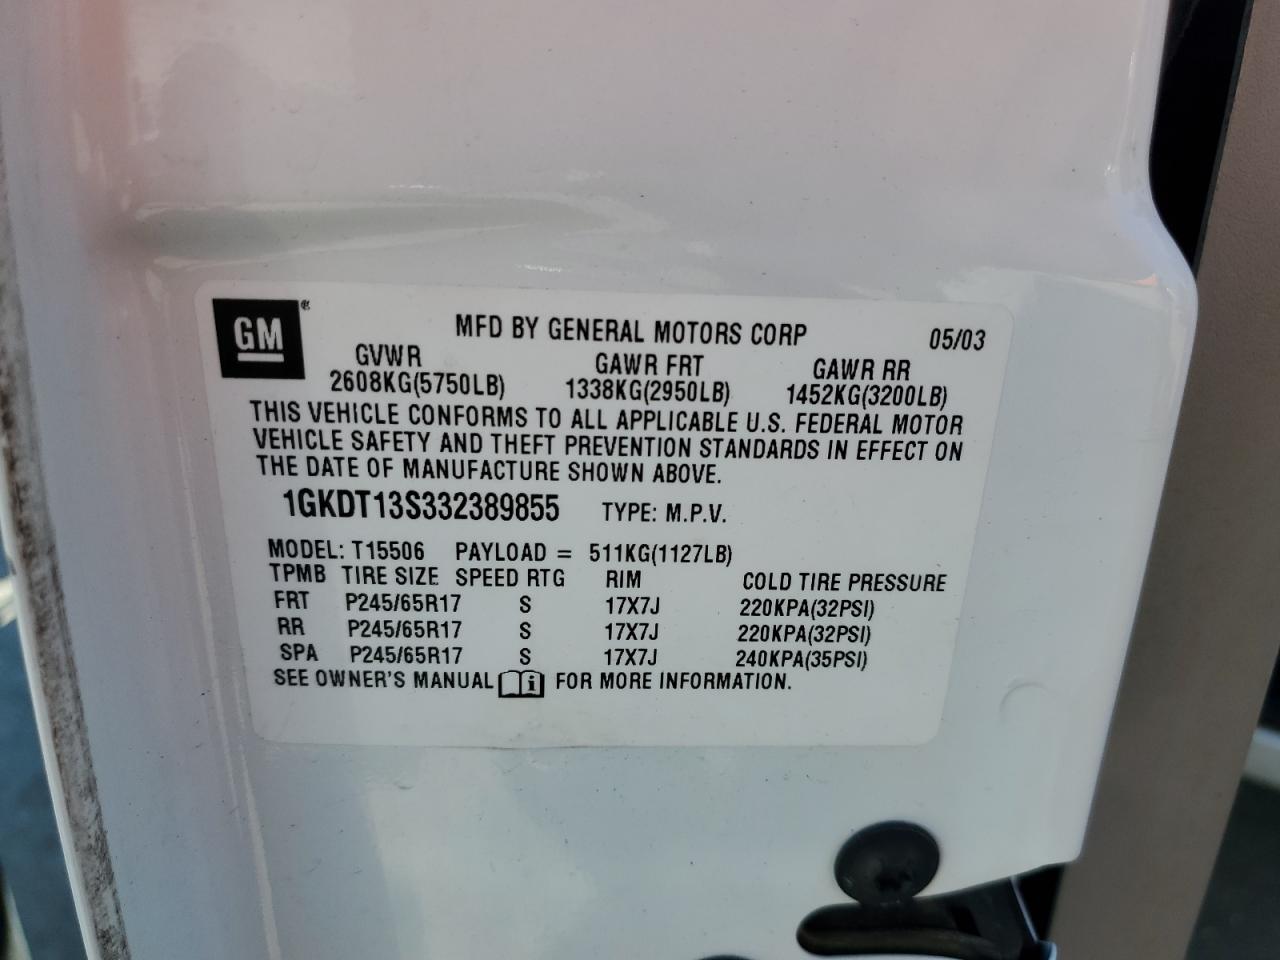 GM ®
MFD BY GENERAL MOTORS CORP 05/03
GVWR GAWR FRT GAWR RR
2608KG(5750LB) 1338KG(2950LB) 1452KG(3200LB)
THIS VEHICLE CONFORMS TO ALL APPLICABLE U.S. FEDERAL MOTOR
VEHICLE SAFETY AND THEFT PREVENTION STANDARDS IN EFFECT ON
THE DATE OF MANUFACTURE SHOWN ABOVE.
1GKDT13S332389855 TYPE: M.P.V.
MODEL: T15506 PAYLOAD = 511KG(1127LB)
TPMB TIRE SIZE SPEED RTG RIM COLD TIRE PRESSURE
FRT P245/65R17 S 17X7J 220KPA(32PSI)
RR P245/65R17 S 17X7J 220KPA(32PSI)
SPA P245/65R17 S 17X7J 240KPA(35PSI)
SEE OWNER'S MANUAL i FOR MORE INFORMATION.